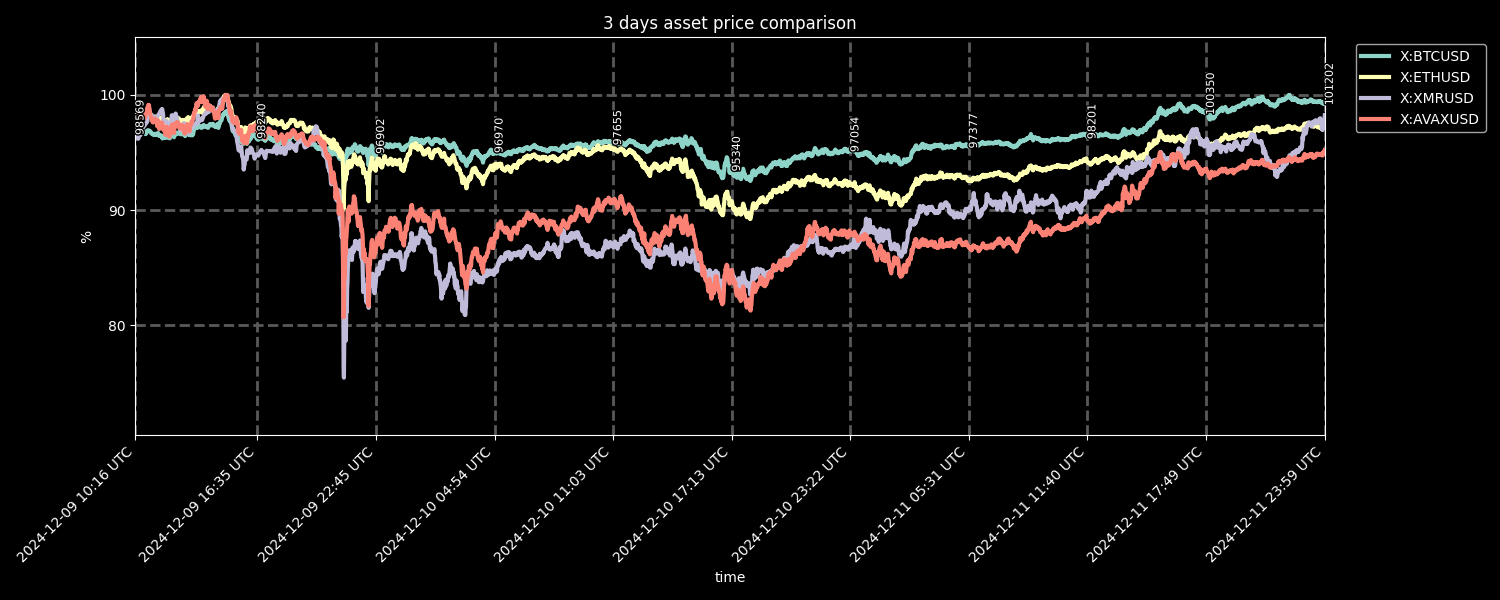 3 days asset price comparison
X:BTCUSD
X:ETHUSD
X:XMRUSD
X:AVAXUSD
100
90
80
%
98569
98240
96902
96970
97655
95340
97054
97377
98201
100350
101202
2024-12-09 10:16 UTC
2024-12-09 16:35 UTC
2024-12-09 22:45 UTC
2024-12-10 04:54 UTC
2024-12-10 11:03 UTC
2024-12-10 17:13 UTC
2024-12-10 23:22 UTC
2024-12-11 05:31 UTC
2024-12-11 11:40 UTC
2024-12-11 17:49 UTC
2024-12-11 23:59 UTC
time